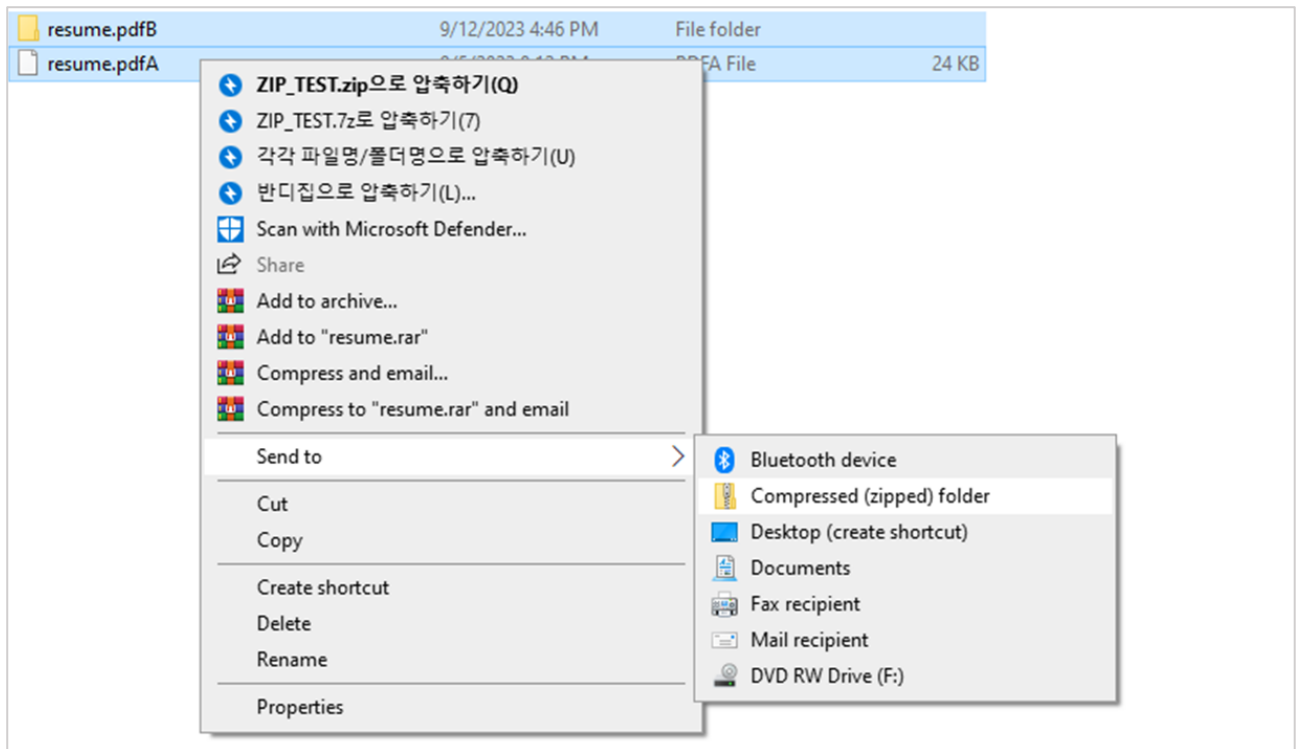 resume.pdfB 9/12/2023 4:46 PM File folder
resume.pdfA PDFA File 24 KB
ZIP_TEST.zip으로 압축하기(Q)
ZIP_TEST.7z로 압축하기(7)
각각 파일명/폴더명으로 압축하기(U)
반디집으로 압축하기(L)...
Scan with Microsoft Defender...
Share
Add to archive...
Add to "resume.rar"
Compress and email...
Compress to "resume.rar" and email
Send to
Cut
Copy
Create shortcut
Delete
Rename
Properties
Bluetooth device
Compressed (zipped) folder
Desktop (create shortcut)
Documents
Fax recipient
Mail recipient
DVD RW Drive (F:)